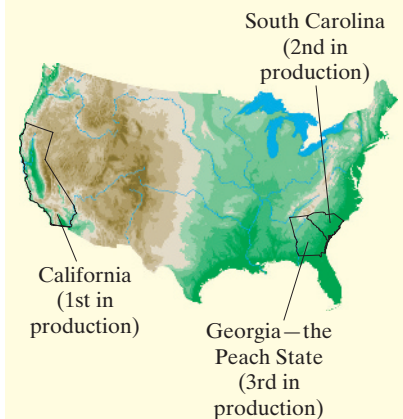 South Carolina
(2nd in
production)
California
(1st in
production)
Georgia—the
Peach State
(3rd in
production)